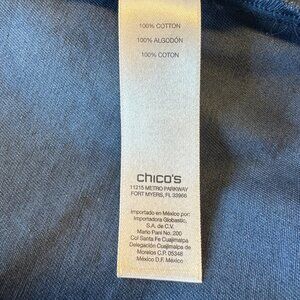 100% COTTON
100% ALGODÓN
100% COTON
chico's
11215 METRO PARKWAY
FORT MYERS, FL 33966
Importado en México por:
Importadora Globastic,
S.A. de C.V.
Mario Pani No. 200
Col Santa Fe Cuajimalpa
Delegación Cuajimalpa de
Morelos C.P. 05348
México D.F. México